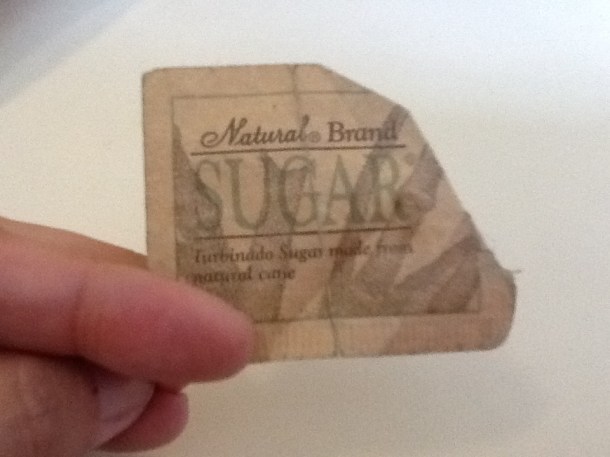 Natural® Brand
SUGAR®
Turbinado Sugar made from
natural cane